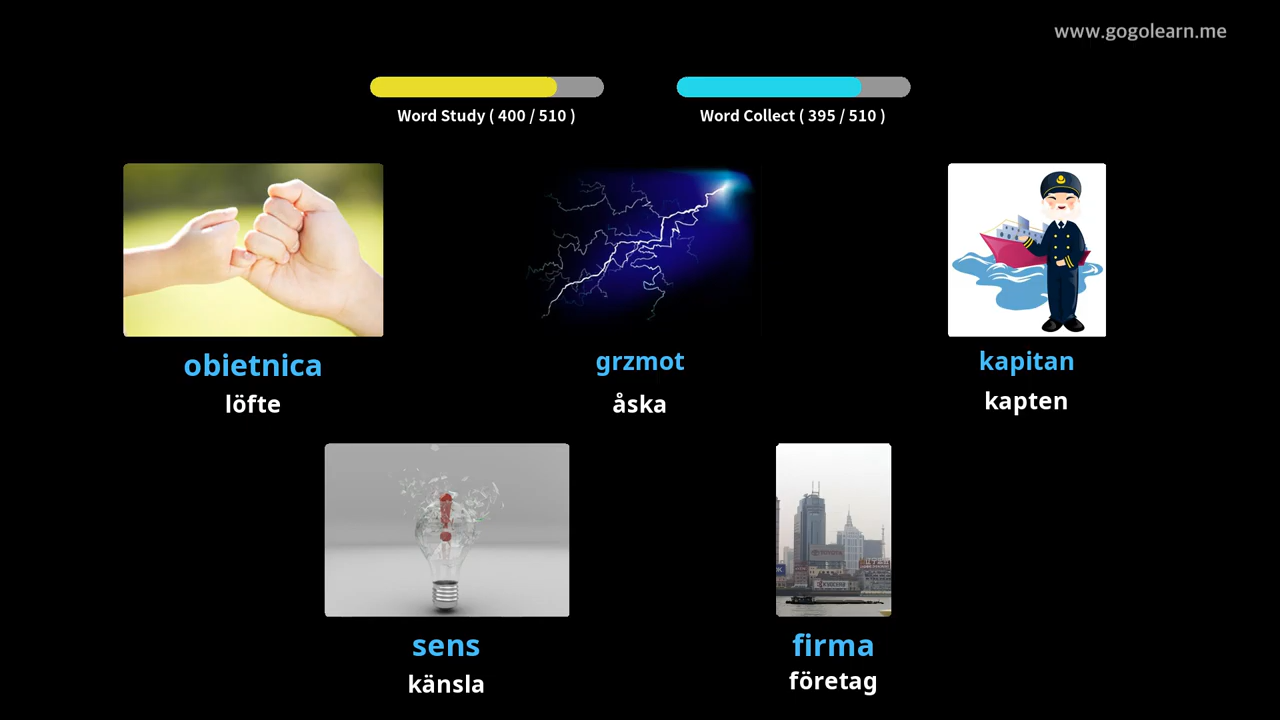 www.gogolearn.me
Word Study ( 400 / 510 )
Word Collect ( 395 / 510 )
obietnica
löfte
grzmot
åska
kapitan
kapten
sens
känsla
firma
företag